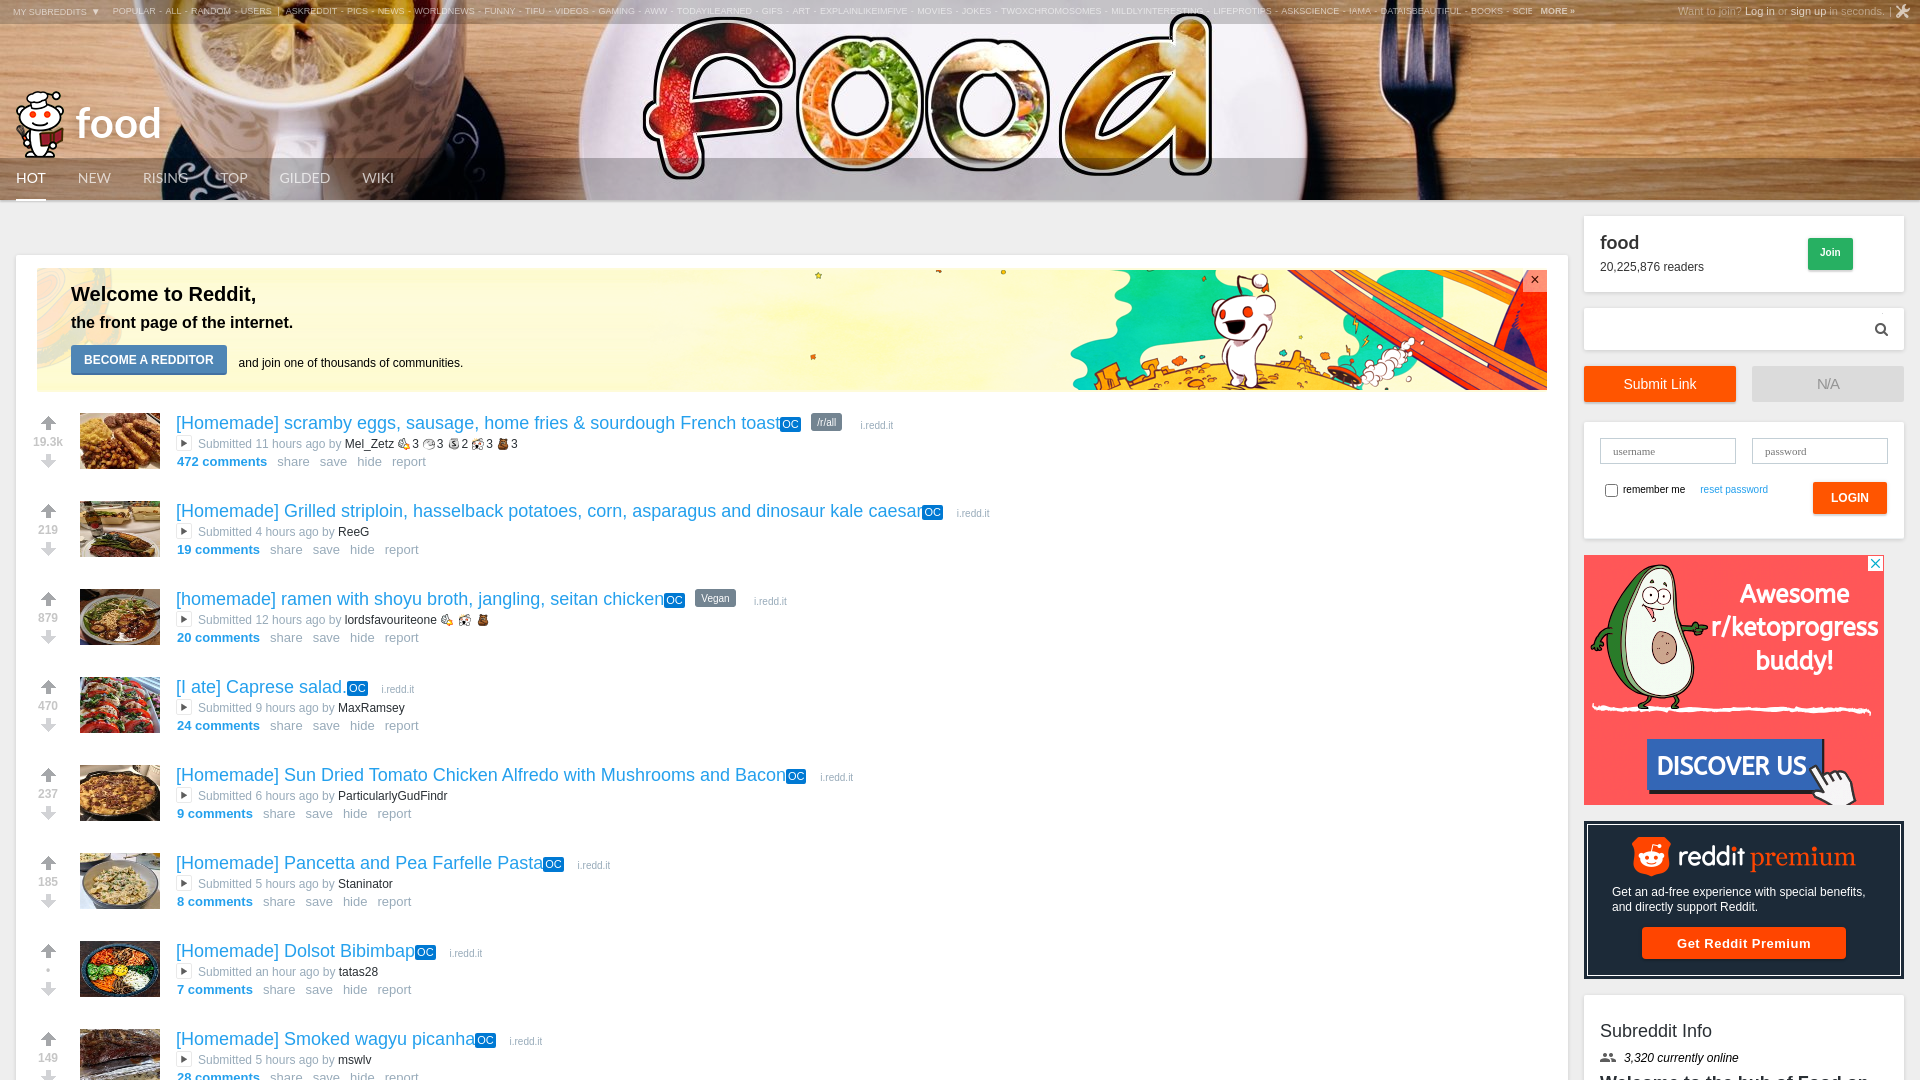 MY SUBREDDITS ▼ POPULAR - ALL - RANDOM - USERS | ASKREDDIT - PICS - NEWS - WORLDNEWS - FUNNY - TIFU - VIDEOS - GAMING - AWW - TODAYILEARNED - GIFS - ART - EXPLAINLIKEIMFIVE - MOVIES - JOKES - TWOXCHROMOSOMES - MILDLYINTERESTING - LIFEPROTIPS - ASKSCIENCE - IAMA - DATAISBEAUTIFUL - BOOKS - SCIE MORE »
Want to join? Log in or sign up in seconds. |
food
food
HOT NEW RISING TOP GILDED WIKI
Welcome to Reddit,
the front page of the internet.
BECOME A REDDITOR and join one of thousands of communities.
×
19.3k
[Homemade] scramby eggs, sausage, home fries & sourdough French toast OC /r/all i.redd.it
Submitted 11 hours ago by Mel_Zetz 3 3 2 3 3
472 comments share save hide report
219
[Homemade] Grilled striploin, hasselback potatoes, corn, asparagus and dinosaur kale caesar OC i.redd.it
Submitted 4 hours ago by ReeG
19 comments share save hide report
879
[homemade] ramen with shoyu broth, jangling, seitan chicken OC Vegan i.redd.it
Submitted 12 hours ago by lordsfavouriteone
20 comments share save hide report
470
[I ate] Caprese salad. OC i.redd.it
Submitted 9 hours ago by MaxRamsey
24 comments share save hide report
237
[Homemade] Sun Dried Tomato Chicken Alfredo with Mushrooms and Bacon OC i.redd.it
Submitted 6 hours ago by ParticularlyGudFindr
9 comments share save hide report
185
[Homemade] Pancetta and Pea Farfelle Pasta OC i.redd.it
Submitted 5 hours ago by Staninator
8 comments share save hide report
•
[Homemade] Dolsot Bibimbap OC i.redd.it
Submitted an hour ago by tatas28
7 comments share save hide report
149
[Homemade] Smoked wagyu picanha OC i.redd.it
Submitted 5 hours ago by mswlv
28 comments share save hide report
food
20,225,876 readers
Join
Submit Link
N/A
username password
remember me reset password LOGIN
Awesome
r/ketoprogress
buddy!
DISCOVER US
reddit premium
Get an ad-free experience with special benefits,
and directly support Reddit.
Get Reddit Premium
Subreddit Info
3,320 currently online
Welcome to the hub of Food on